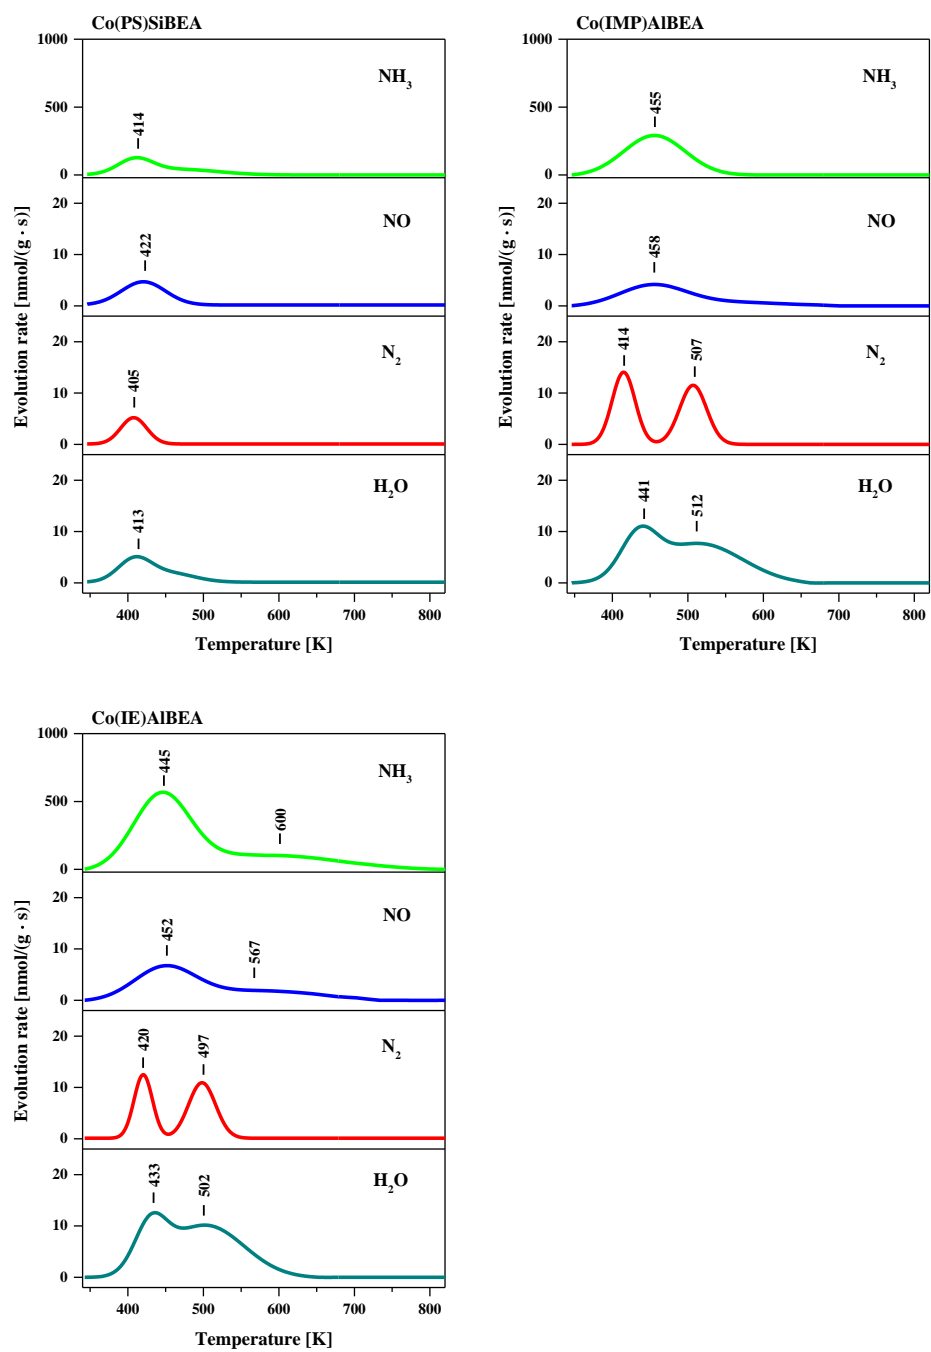 Co(PS)SiBEA
1000
500
0
NH₃
414
20
10
0
NO
422
20
10
0
N₂
405
20
10
0
H₂O
413
400 500 600 700 800
Temperature [K]
Evolution rate [nmol/(g · s)]
Co(IMP)AlBEA
1000
500
0
NH₃
455
20
10
0
NO
458
20
10
0
N₂
414
507
20
10
0
H₂O
441
512
400 500 600 700 800
Temperature [K]
Evolution rate [nmol/(g · s)]
Co(IE)AlBEA
1000
500
0
NH₃
445
600
20
10
0
NO
452
567
20
10
0
N₂
420
497
20
10
0
H₂O
433
502
400 500 600 700 800
Temperature [K]
Evolution rate [nmol/(g · s)]